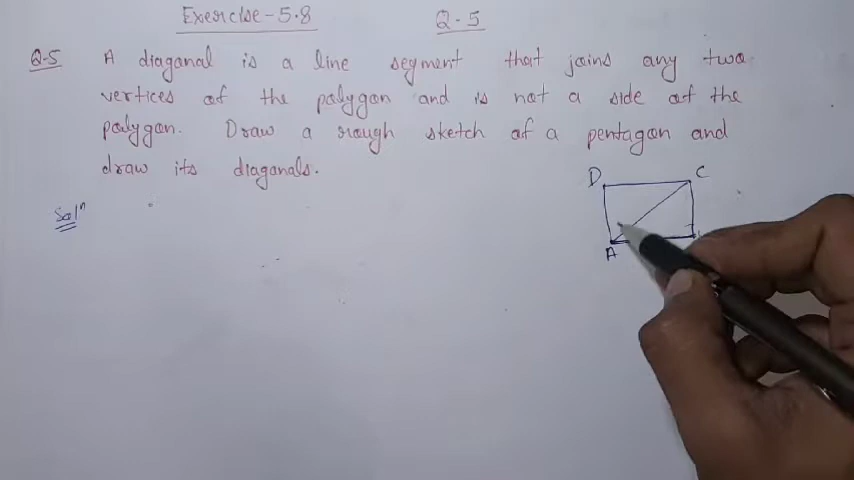 Exercise - 5.8 Q - 5
Q-5 A diagonal is a line segment that joins any two
vertices of the polygon and is not a side of the
polygon. Draw a rough sketch of a pentagon and
draw its diagonals.
D C
Solⁿ
A